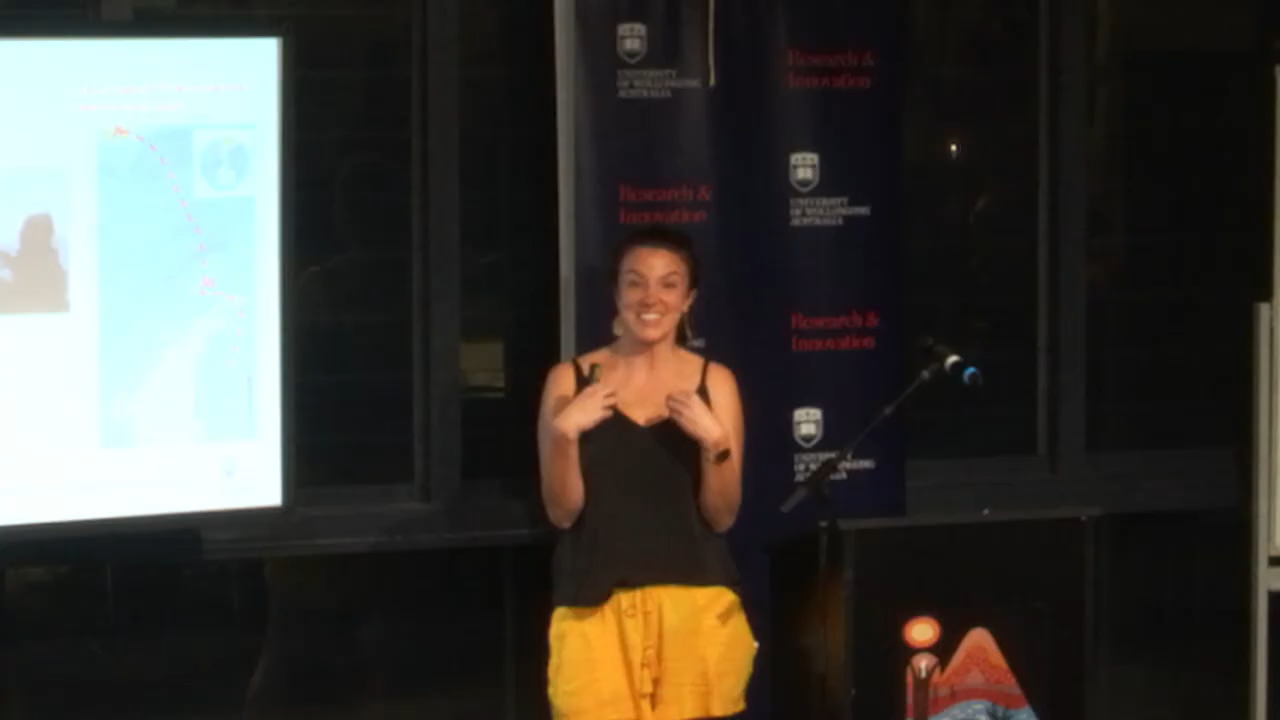 UNIVERSITY
OF WOLLONGONG
AUSTRALIA
Research &
Innovation
Research &
Innovation
UNIVERSITY
OF WOLLONGONG
AUSTRALIA
Research &
Innovation
UNIVERSITY
OF WOLLONGONG
AUSTRALIA